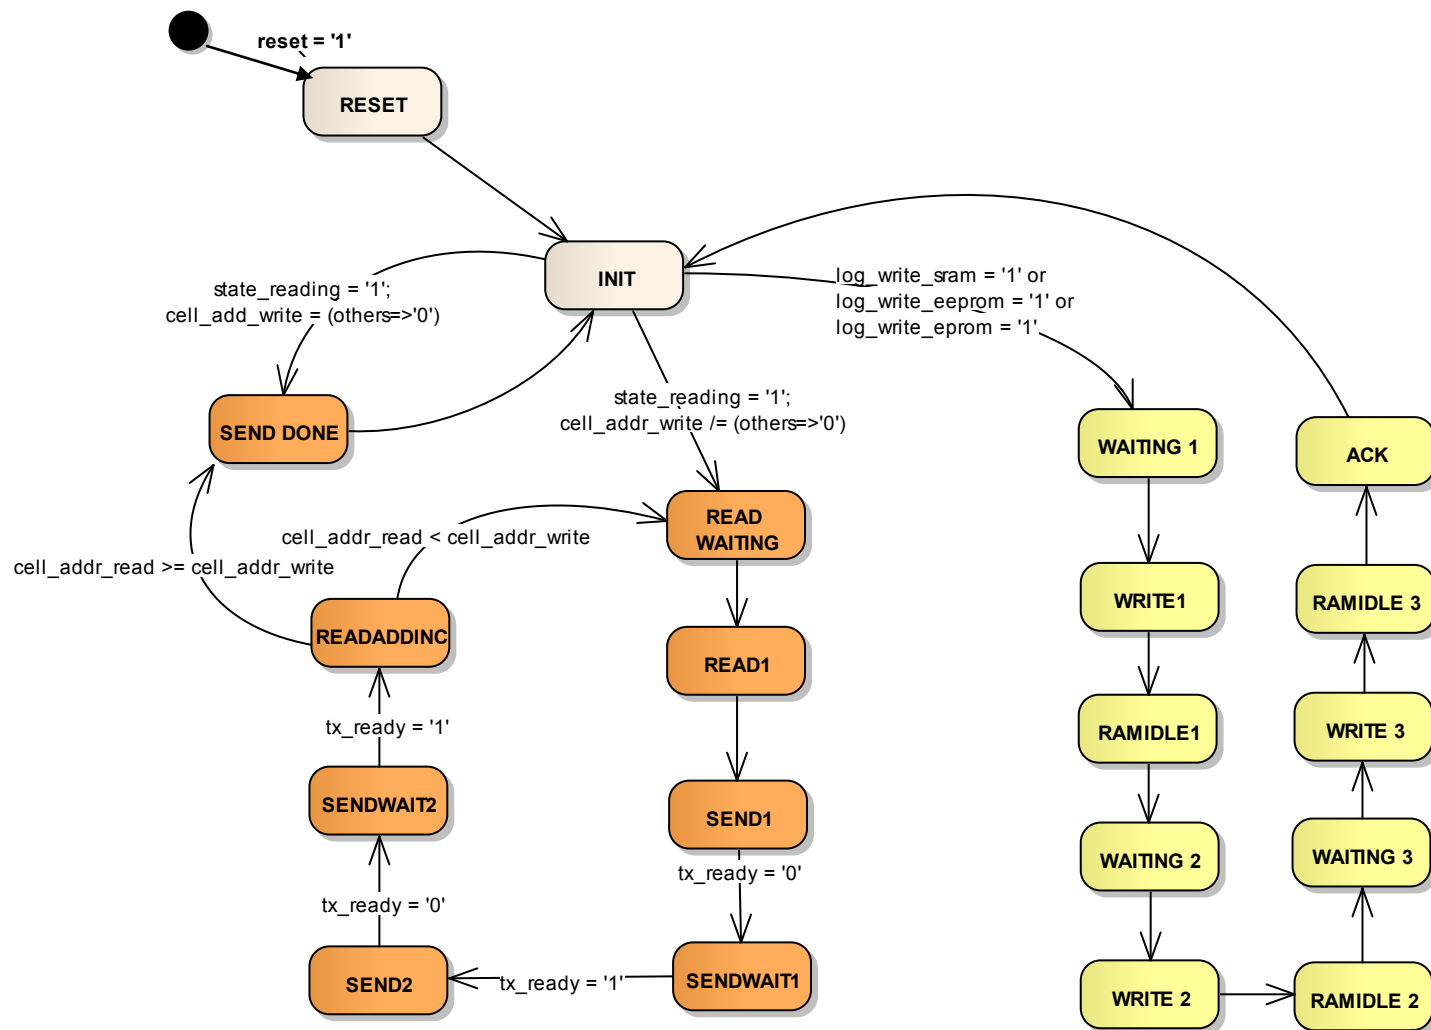 reset = '1'
RESET
INIT
state_reading = '1';
cell_add_write = (others=>'0')
log_write_sram = '1' or
log_write_eeprom = '1' or
log_write_eprom = '1'
SEND DONE
state_reading = '1';
cell_addr_write /= (others=>'0')
WAITING 1
ACK
READ
WAITING
cell_addr_read < cell_addr_write
cell_addr_read >= cell_addr_write
WRITE1
RAMIDLE 3
READADDINC
READ1
tx_ready = '1'
RAMIDLE1
WRITE 3
SENDWAIT2
SEND1
WAITING 2
WAITING 3
tx_ready = '0'
tx_ready = '0'
SEND2
tx_ready = '1'
SENDWAIT1
WRITE 2
RAMIDLE 2